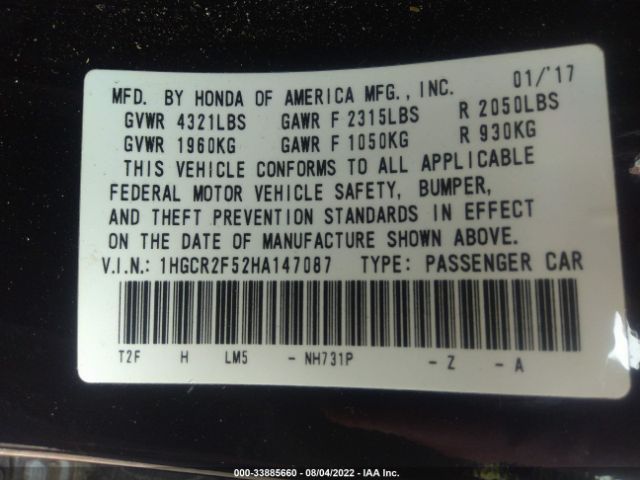 MFD. BY HONDA OF AMERICA MFG., INC. 01/'17
GVWR 4321LBS GAWR F 2315LBS R 2050LBS
GVWR 1960KG GAWR F 1050KG R 930KG
THIS VEHICLE CONFORMS TO ALL APPLICABLE
FEDERAL MOTOR VEHICLE SAFETY, BUMPER,
AND THEFT PREVENTION STANDARDS IN EFFECT
ON THE DATE OF MANUFACTURE SHOWN ABOVE.
V.I.N.: 1HGCR2F52HA147087 TYPE: PASSENGER CAR
T2F H LM5 - NH731P - Z - A
000-33885660 - 08/04/2022 - IAA Inc.